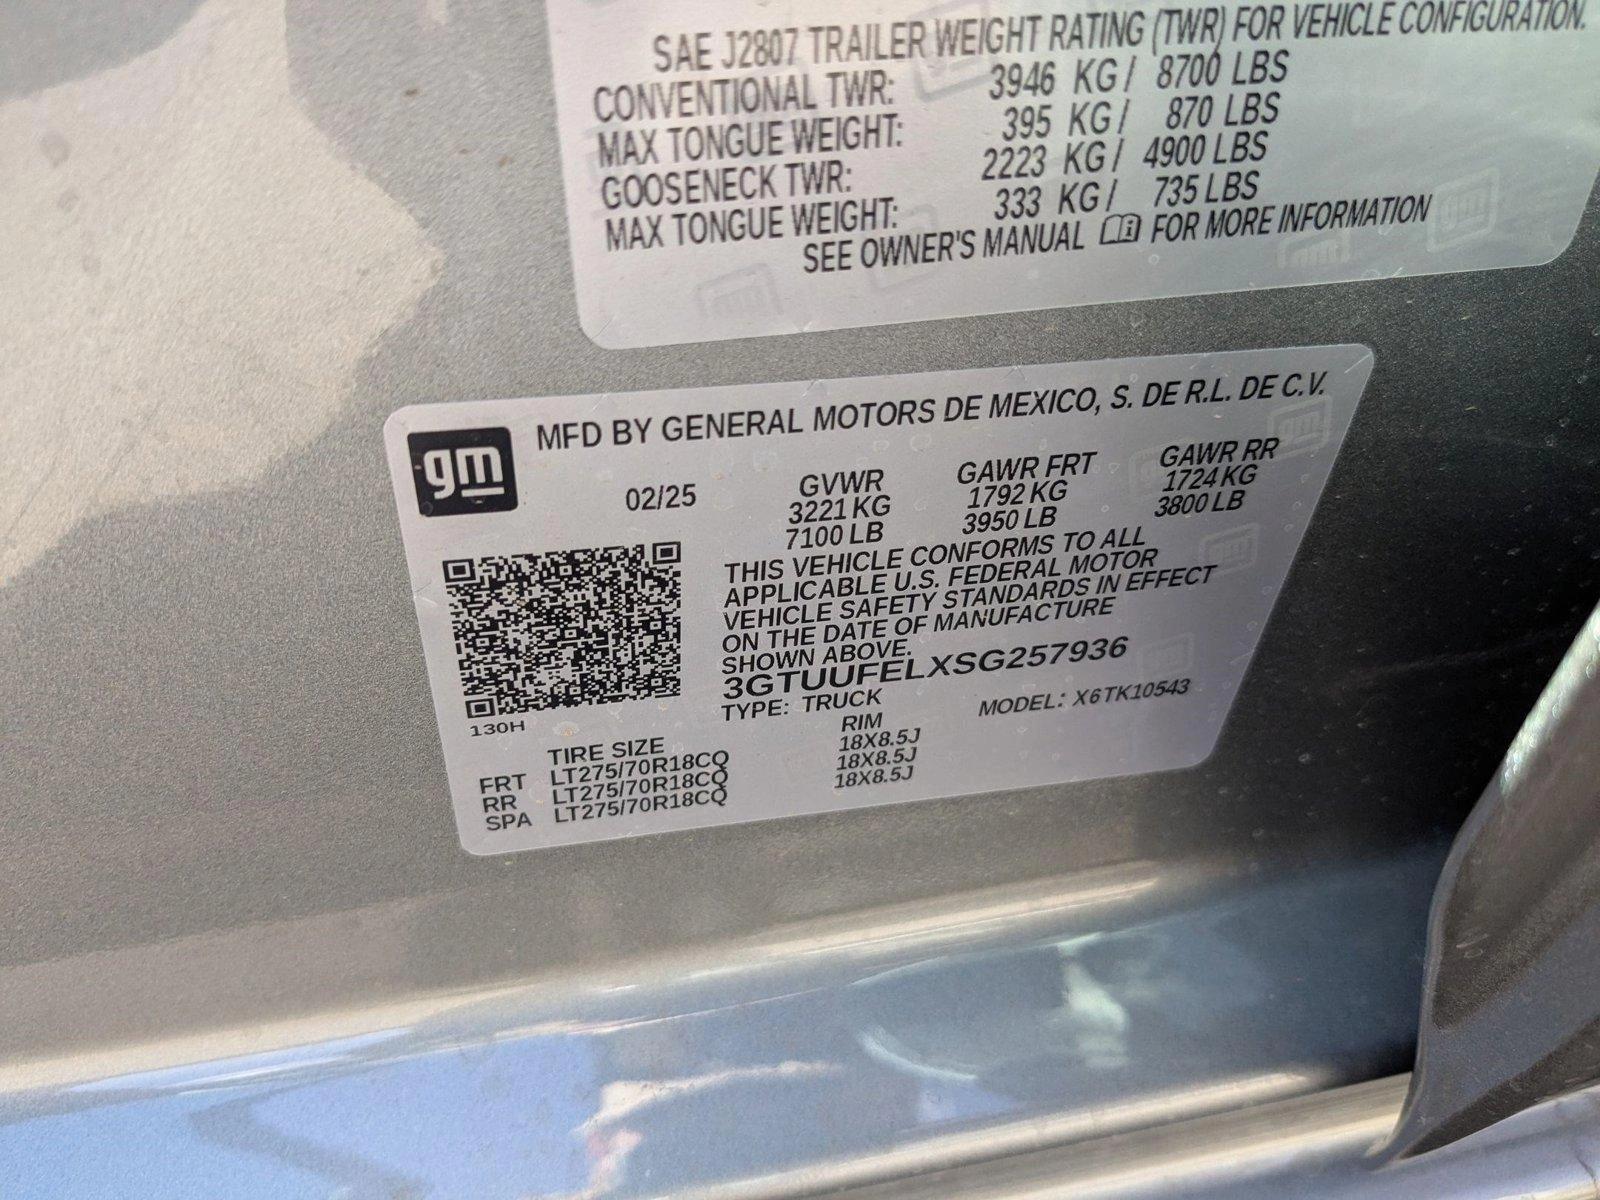 SAE J2807 TRAILER WEIGHT RATING (TWR) FOR VEHICLE CONFIGURATION.
CONVENTIONAL TWR: 3946 KG / 8700 LBS
MAX TONGUE WEIGHT: 395 KG / 870 LBS
GOOSENECK TWR: 2223 KG / 4900 LBS
MAX TONGUE WEIGHT: 333 KG / 735 LBS
SEE OWNER'S MANUAL FOR MORE INFORMATION
gm
MFD BY GENERAL MOTORS DE MEXICO, S. DE R.L. DE C.V.
02/25 GVWR GAWR FRT GAWR RR
3221 KG 1792 KG 1724 KG
7100 LB 3950 LB 3800 LB
THIS VEHICLE CONFORMS TO ALL
APPLICABLE U.S. FEDERAL MOTOR
VEHICLE SAFETY STANDARDS IN EFFECT
ON THE DATE OF MANUFACTURE
SHOWN ABOVE.
3GTUUFELXSG257936
TYPE: TRUCK MODEL: X6TK10543
130H
TIRE SIZE RIM
FRT LT275/70R18CQ 18X8.5J
RR LT275/70R18CQ 18X8.5J
SPA LT275/70R18CQ 18X8.5J